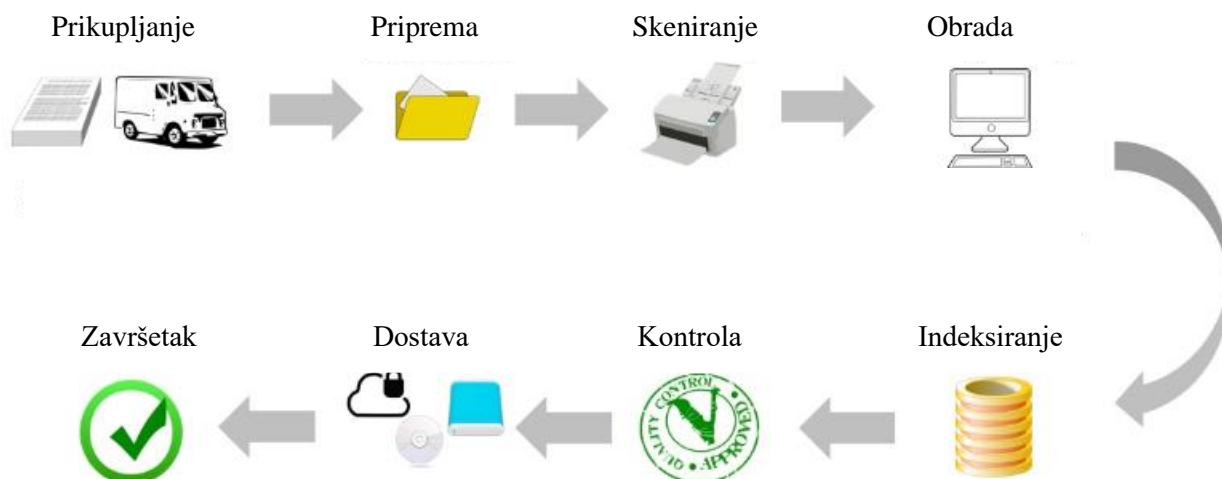 Prikupljanje
Priprema
Skeniranje
Obrada
Završetak
Dostava
Kontrola
Indeksiranje
QUALITY CONTROL
APPROVED